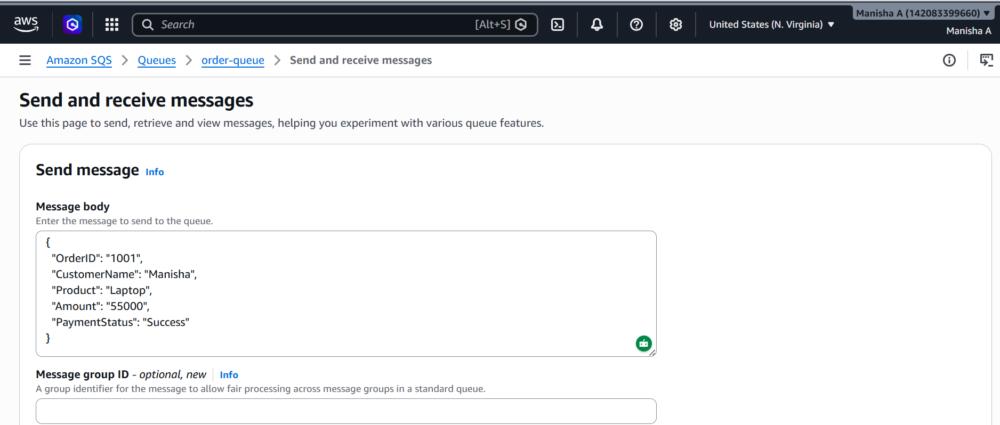 aws
Search [Alt+S]
United States (N. Virginia)
Manisha A (142083399660)
Manisha A
Amazon SQS
Queues
order-queue
Send and receive messages
Send and receive messages
Use this page to send, retrieve and view messages, helping you experiment with various queue features.
Send message Info
Message body
Enter the message to send to the queue.
{
"OrderID": "1001",
"CustomerName": "Manisha",
"Product": "Laptop",
"Amount": "55000",
"PaymentStatus": "Success"
}
Message group ID - optional, new Info
A group identifier for the message to allow fair processing across message groups in a standard queue.